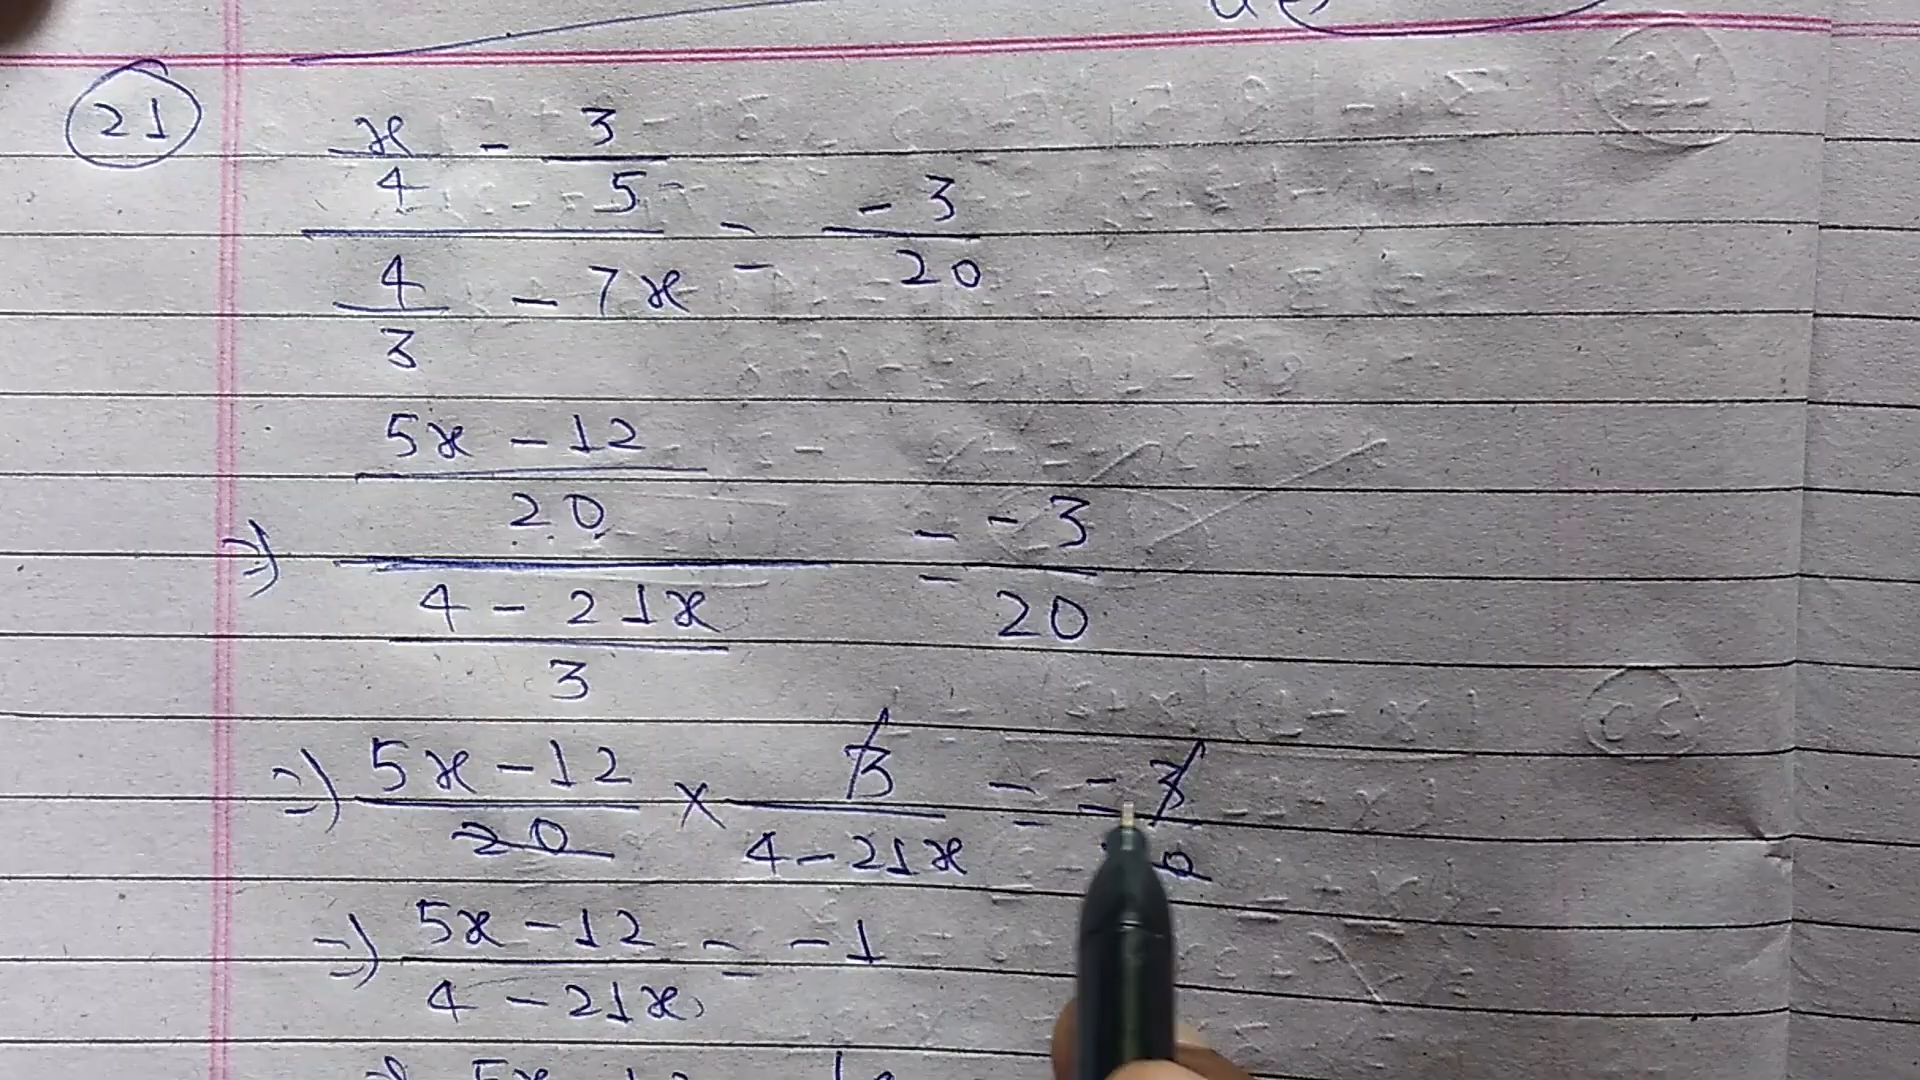 21
x/4 - 3/5
= -3/20
4/3 - 7x
5x - 12
20
=) = -3/20
4 - 21x
3
=) 5x - 12/20 × 3/4 - 21x = -3/20
=) 5x - 12/4 - 21x = -1